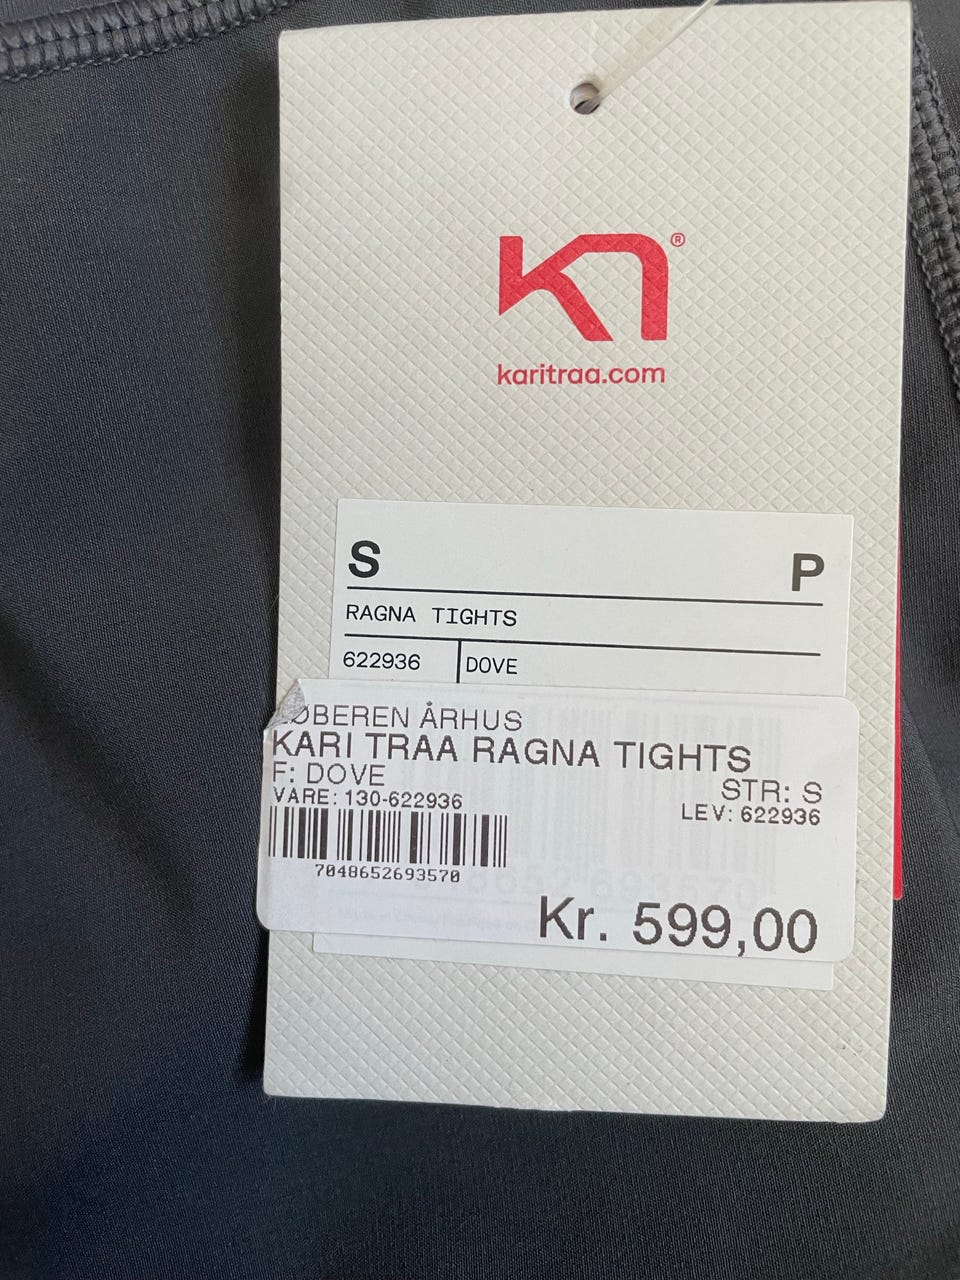 ®
karitraa.com
S P
RAGNA TIGHTS
622936 DOVE
ÅRHUS
KARI TRAA RAGNA TIGHTS
F: DOVE STR: S
VARE: 130-622936 LEV: 622936
7048652693570
Kr. 599,00